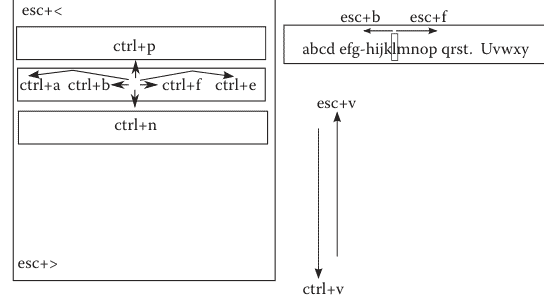 esc+<
ctrl+p
ctrl+a ctrl+b ctrl+f ctrl+e
ctrl+n
esc+>
esc+b esc+f
abcd efg-hijklmnop qrst. Uvwxy
esc+v
ctrl+v